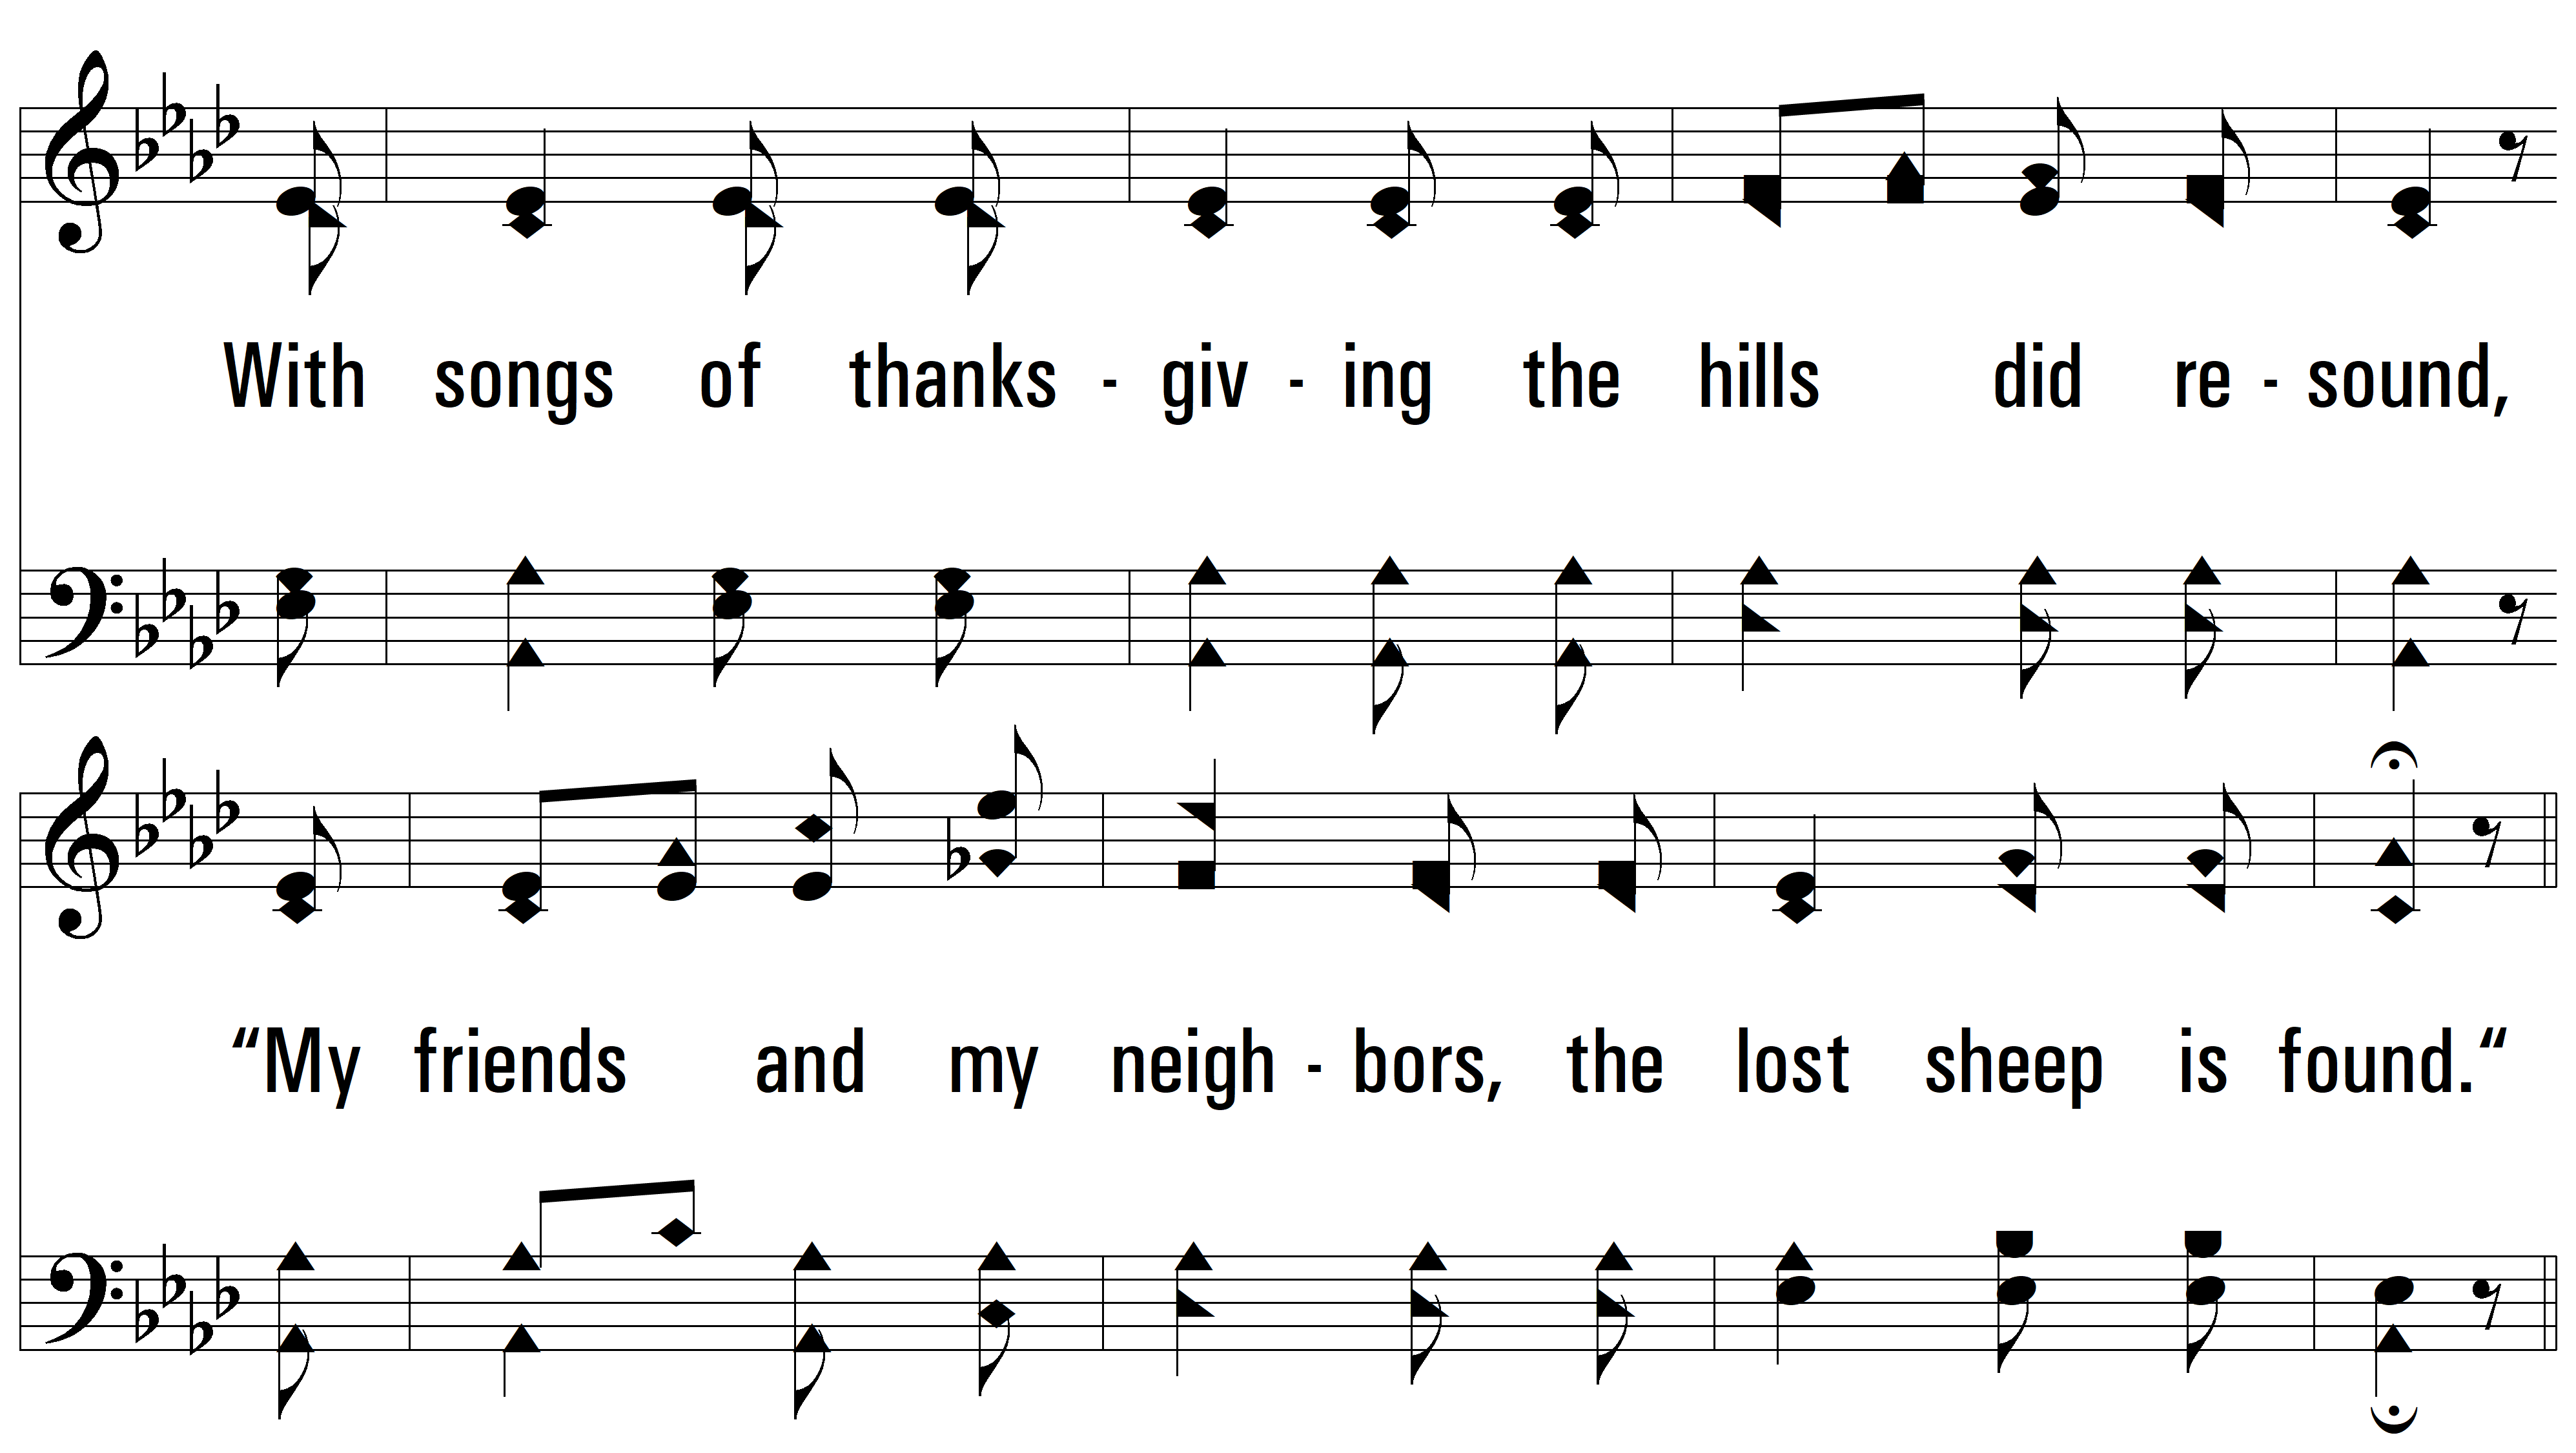 With songs of thanks - giv - ing the hills did re - sound,
“My friends and my neigh - bors, the lost sheep is found.“